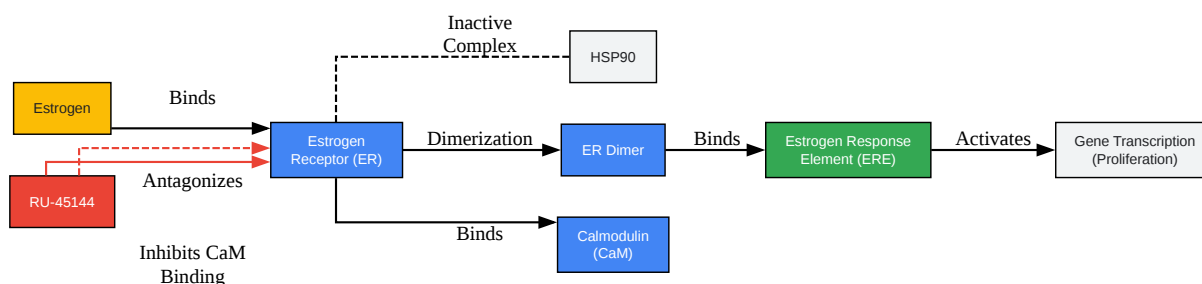 Inactive
Complex
HSP90
Estrogen
Binds
Estrogen
Receptor (ER)
Dimerization
ER Dimer
Binds
Estrogen Response
Element (ERE)
Activates
Gene Transcription
(Proliferation)
Antagonizes
RU-45144
Binds
Calmodulin
(CaM)
Inhibits CaM
Binding